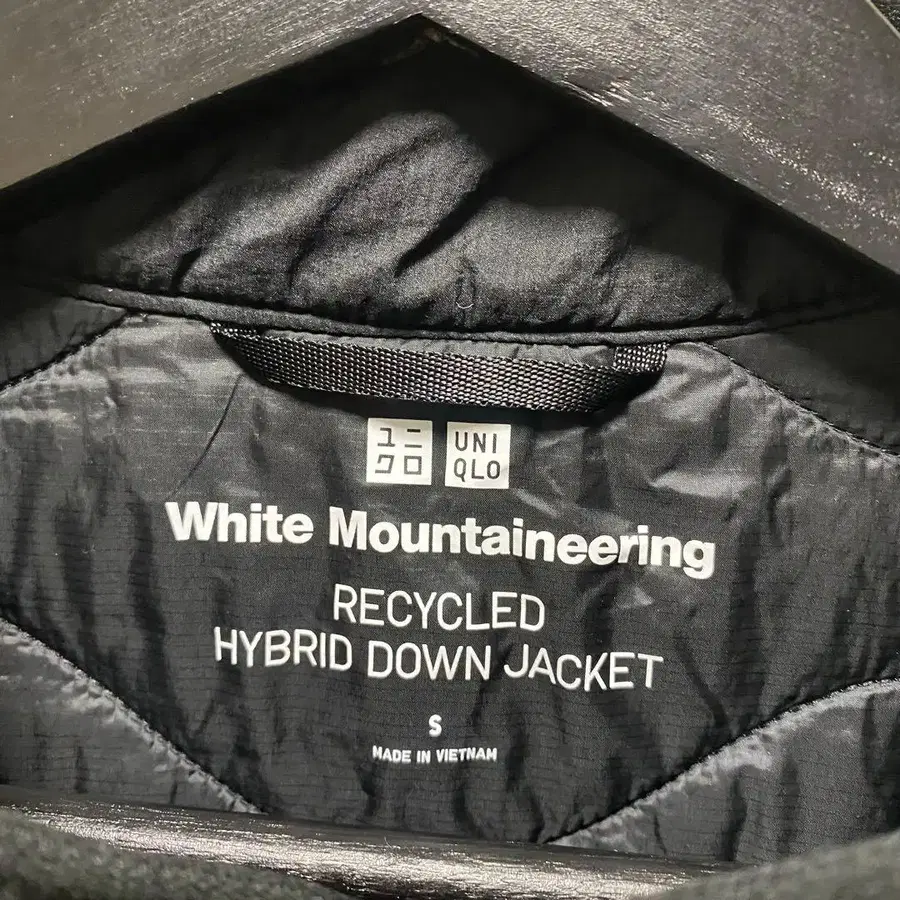 ユニ UNI
クロ QLO
White Mountaineering
RECYCLED
HYBRID DOWN JACKET
S
MADE IN VIETNAM